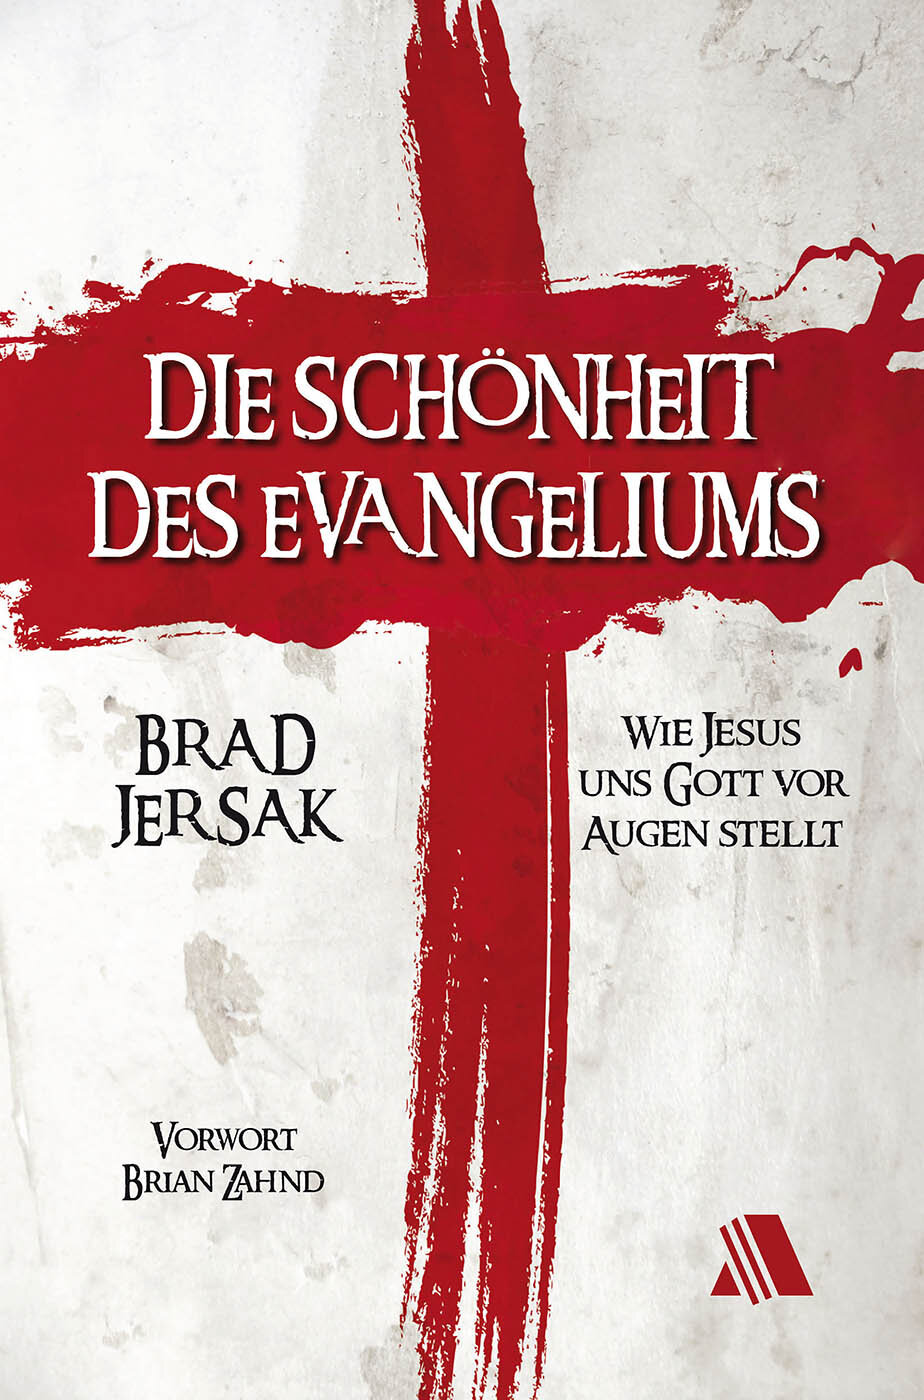 DIE SCHÖNHEIT
DES EVANGELIUMS
BRAD
JERSAK
WIE JESUS
UNS GOTT VOR
AUGEN STELLT
VORWORT
BRIAN ZAHND